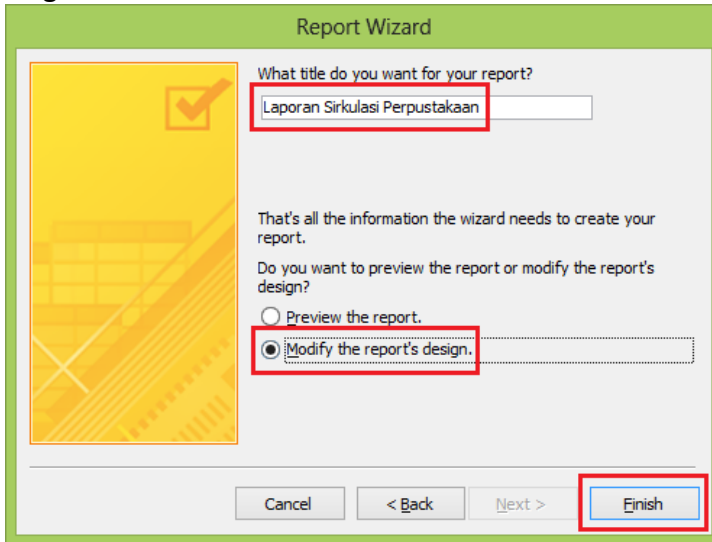 Report Wizard
What title do you want for your report?
Laporan Sirkulasi Perpustakaan
That's all the information the wizard needs to create your
report.
Do you want to preview the report or modify the report's
design?
Preview the report.
Modify the report's design.
Cancel
< Back
Next >
Finish